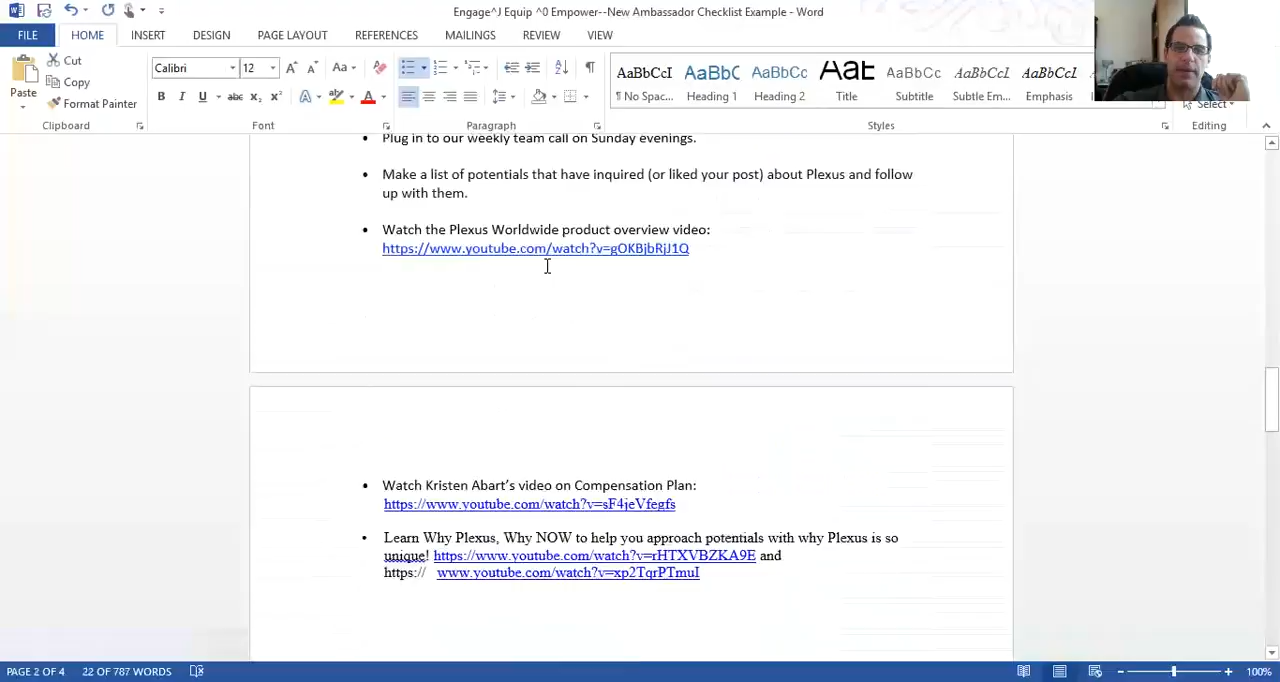 Engage^J Equip ^0 Empower--New Ambassador Checklist Example - Word
FILE HOME INSERT DESIGN PAGE LAYOUT REFERENCES MAILINGS REVIEW VIEW
Cut
Copy
Format Painter
Paste
Clipboard
Calibri 12 Aa
B I U abc X₂ X² A ab A
Font
Paragraph
AaBbCcI AaBbC AaBbCc AaB AaBbCcC AaBbCcI AaBbCcI
¶ No Spac... Heading 1 Heading 2 Title Subtitle Subtle Em... Emphasis
Styles
Select
Editing
• Plug in to our weekly team call on Sunday evenings.
• Make a list of potentials that have inquired (or liked your post) about Plexus and follow
up with them.
• Watch the Plexus Worldwide product overview video:
https://www.youtube.com/watch?v=gOKBjbRjJ1Q
• Watch Kristen Abart’s video on Compensation Plan:
https://www.youtube.com/watch?v=sF4jeVfegfs
• Learn Why Plexus, Why NOW to help you approach potentials with why Plexus is so
unique! https://www.youtube.com/watch?v=rHTXVBZKA9E and
https:// www.youtube.com/watch?v=xp2TqrPTmuI
PAGE 2 OF 4 22 OF 787 WORDS
100%